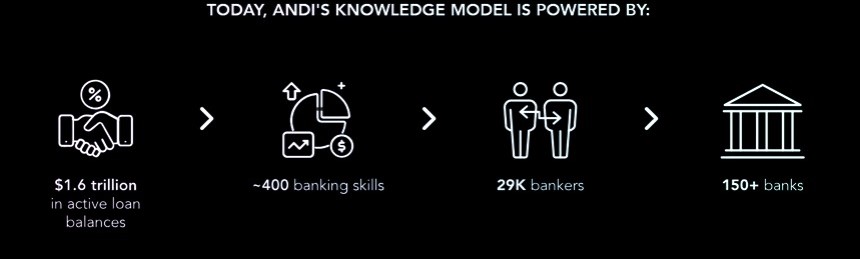 TODAY, ANDI'S KNOWLEDGE MODEL IS POWERED BY:
%
$
$1.6 trillion
in active loan
balances
~400 banking skills
29K bankers
150+ banks